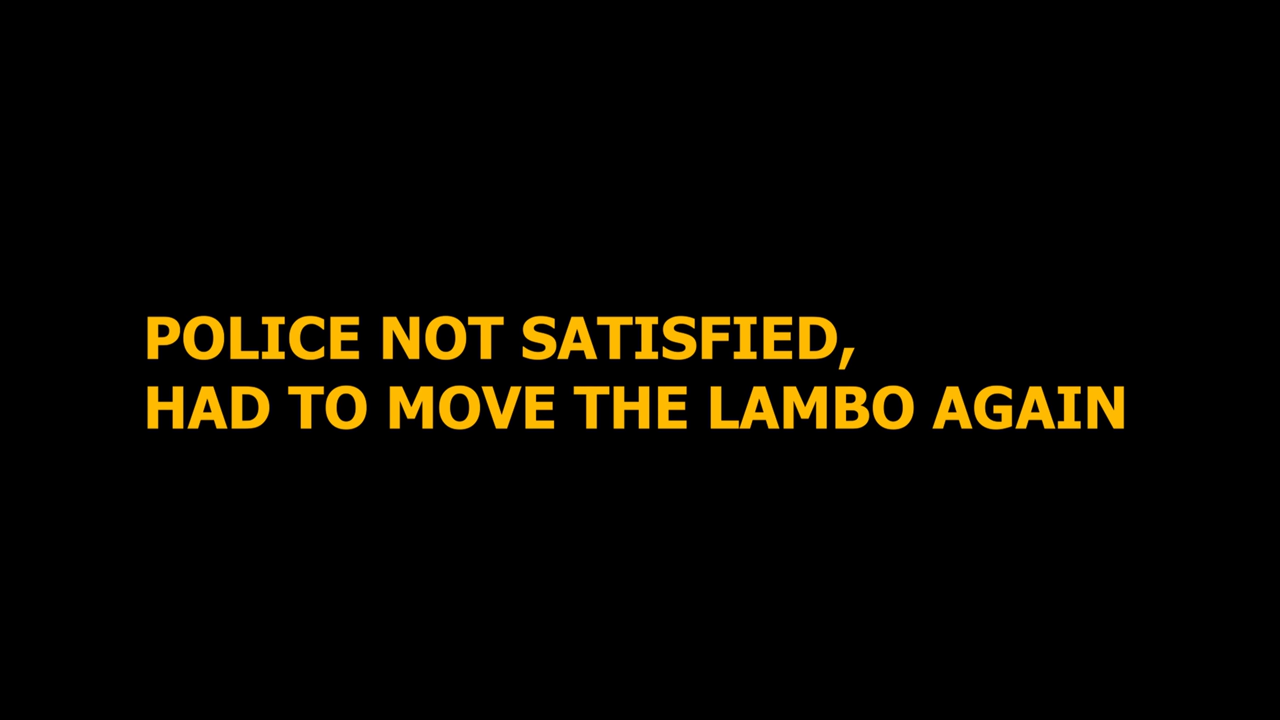 POLICE NOT SATISFIED,
HAD TO MOVE THE LAMBO AGAIN